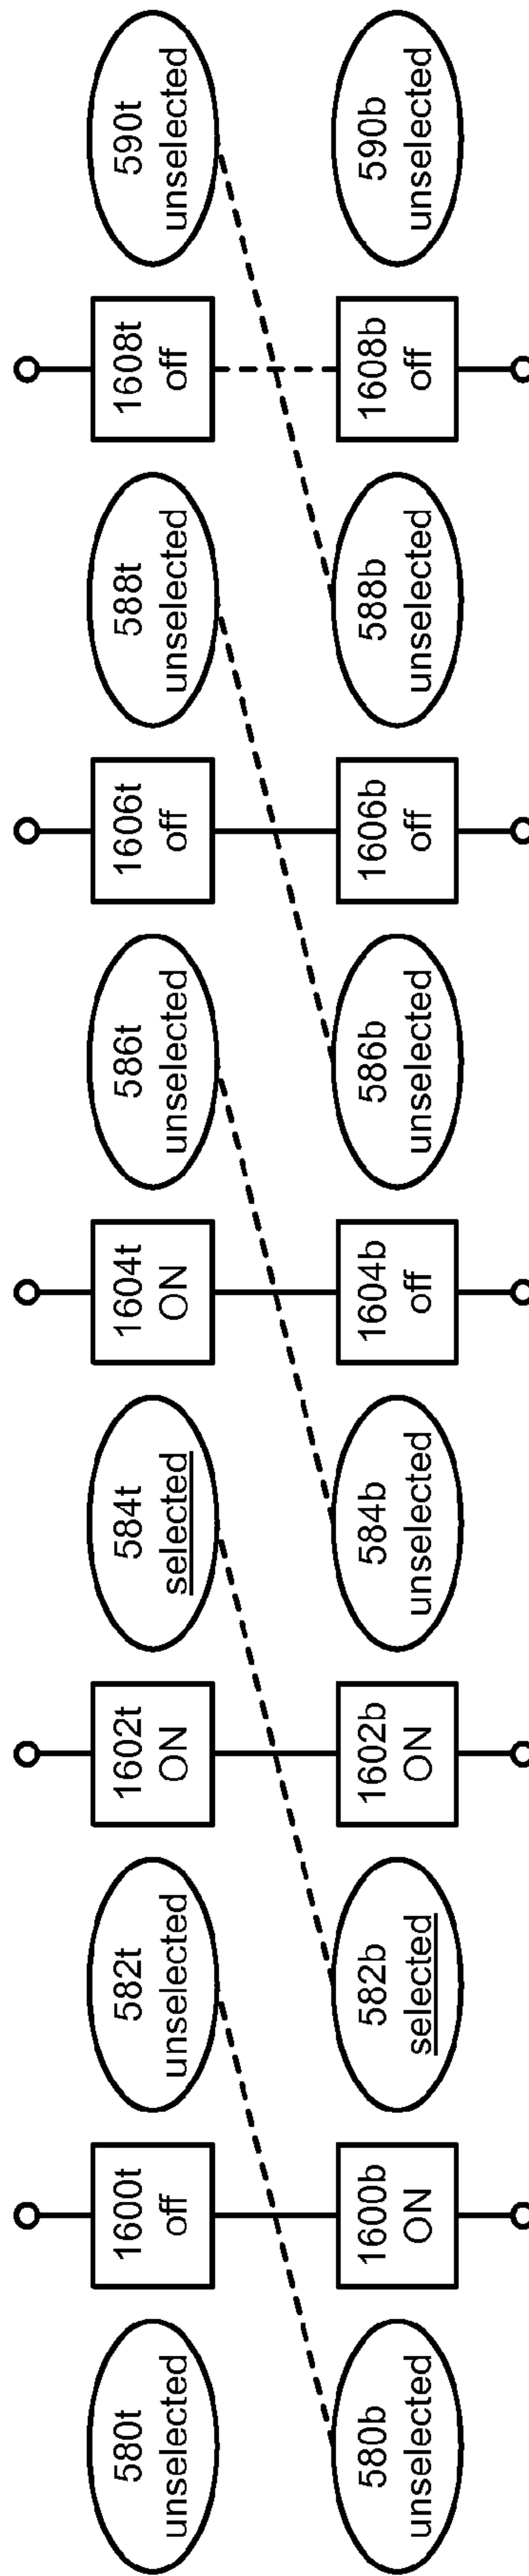 580t
unselected
1600t
off
582t
unselected
1602t
ON
584t
selected
1604t
ON
586t
unselected
1606t
off
588t
unselected
1608t
off
590t
unselected
580b
unselected
1600b
ON
582b
selected
1602b
ON
584b
unselected
1604b
off
586b
unselected
1606b
off
588b
unselected
1608b
off
590b
unselected